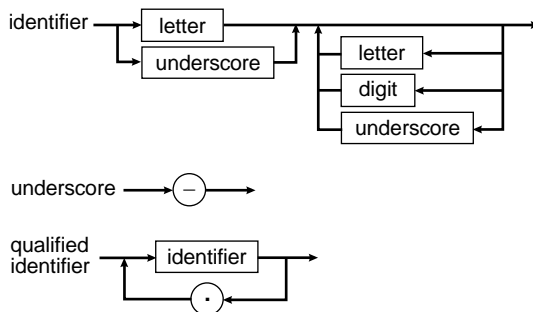 identifier letter
underscore
letter
digit
underscore
underscore –
qualified
identifier identifier
.